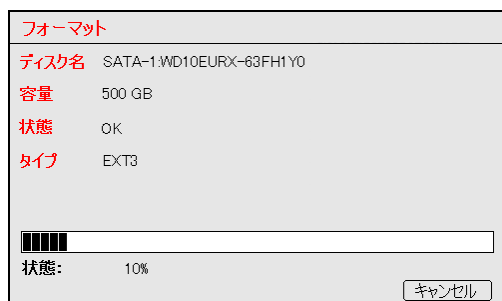 フォーマット
ディスク名 SATA-1:WD10EURX-63FH1Y0
容量 500 GB
状態 OK
タイプ EXT3
状態: 10%
キャンセル